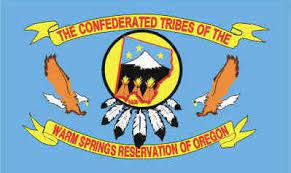 THE CONFEDERATED TRIBES OF THE
WARM SPRINGS RESERVATION OF OREGON